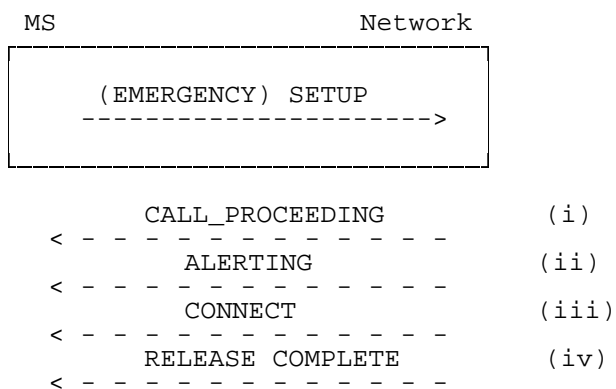 MS Network
(EMERGENCY) SETUP
---------------------->
CALL_PROCEEDING (i)
< - - - - - - - - - - - -
ALERTING (ii)
< - - - - - - - - - - - -
CONNECT (iii)
< - - - - - - - - - - - -
RELEASE COMPLETE (iv)
< - - - - - - - - - - - -